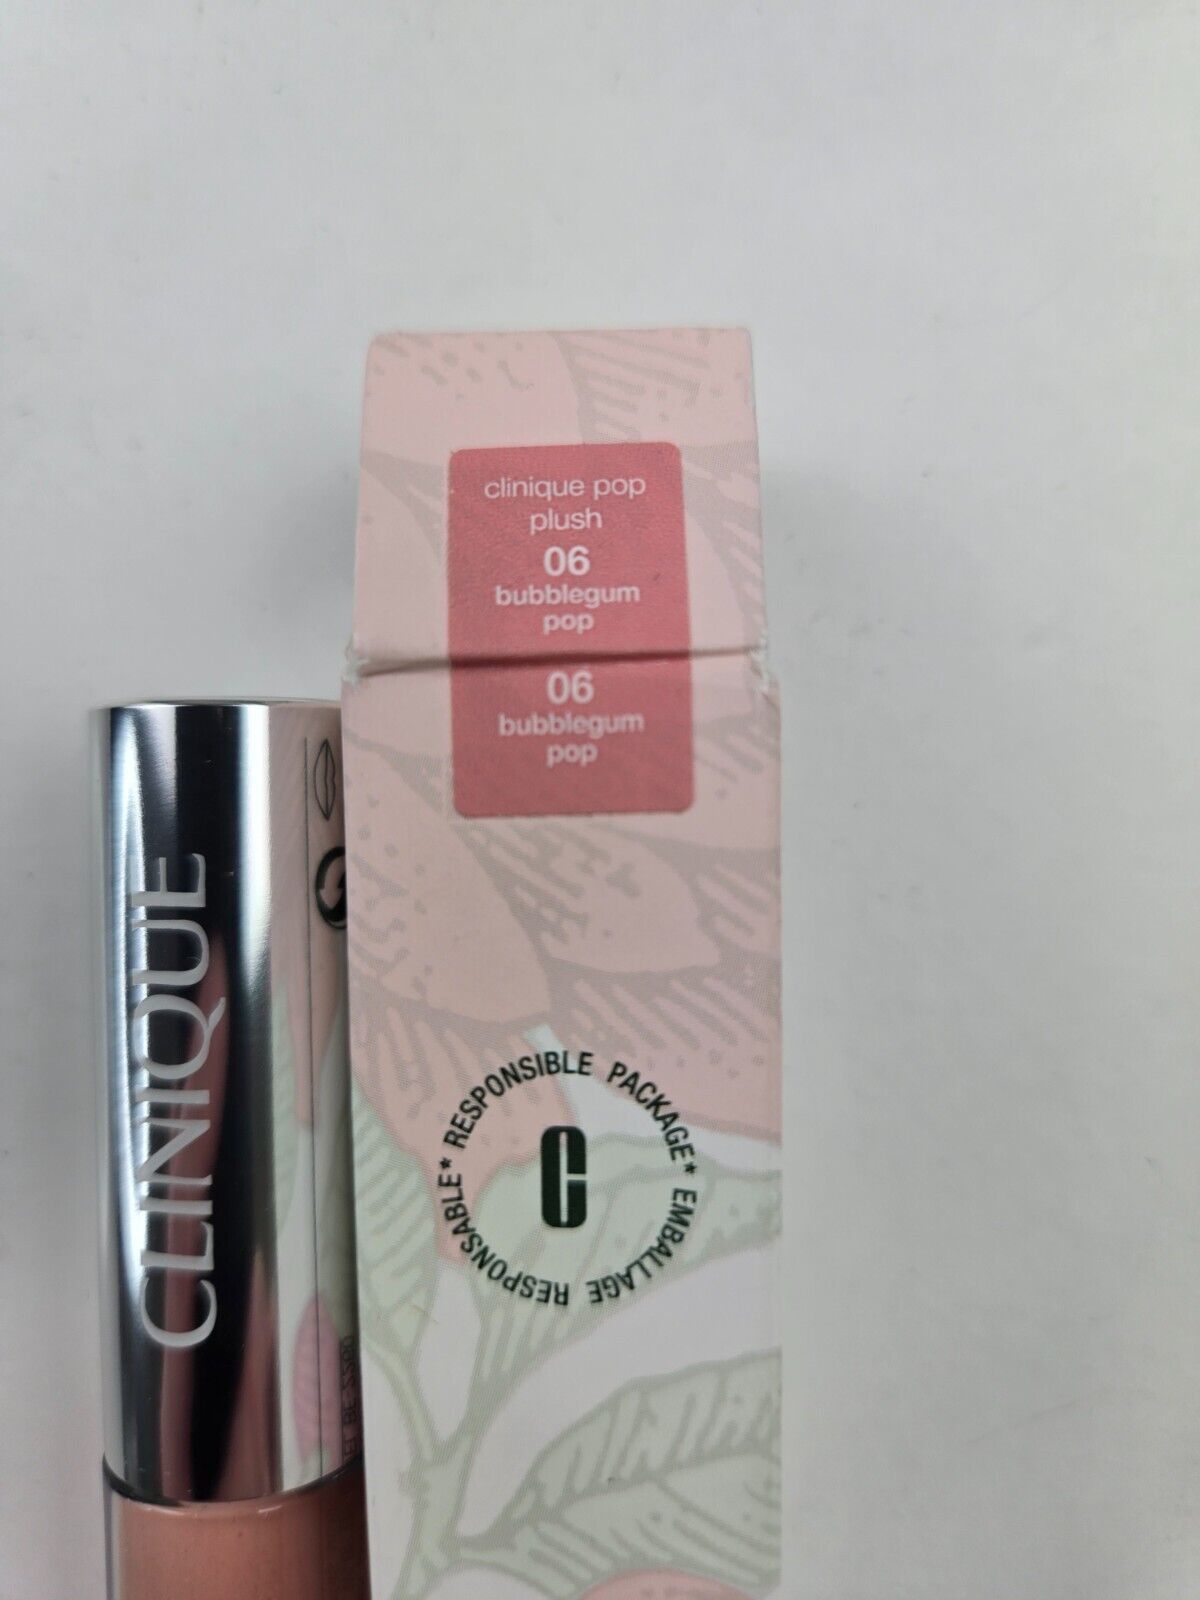 clinique pop
plush
06
bubblegum
pop
06
bubblegum
pop
CLINIQUE
RESPONSIBLE PACKAGE* EMBALLAGE RESPONSABLE*
C